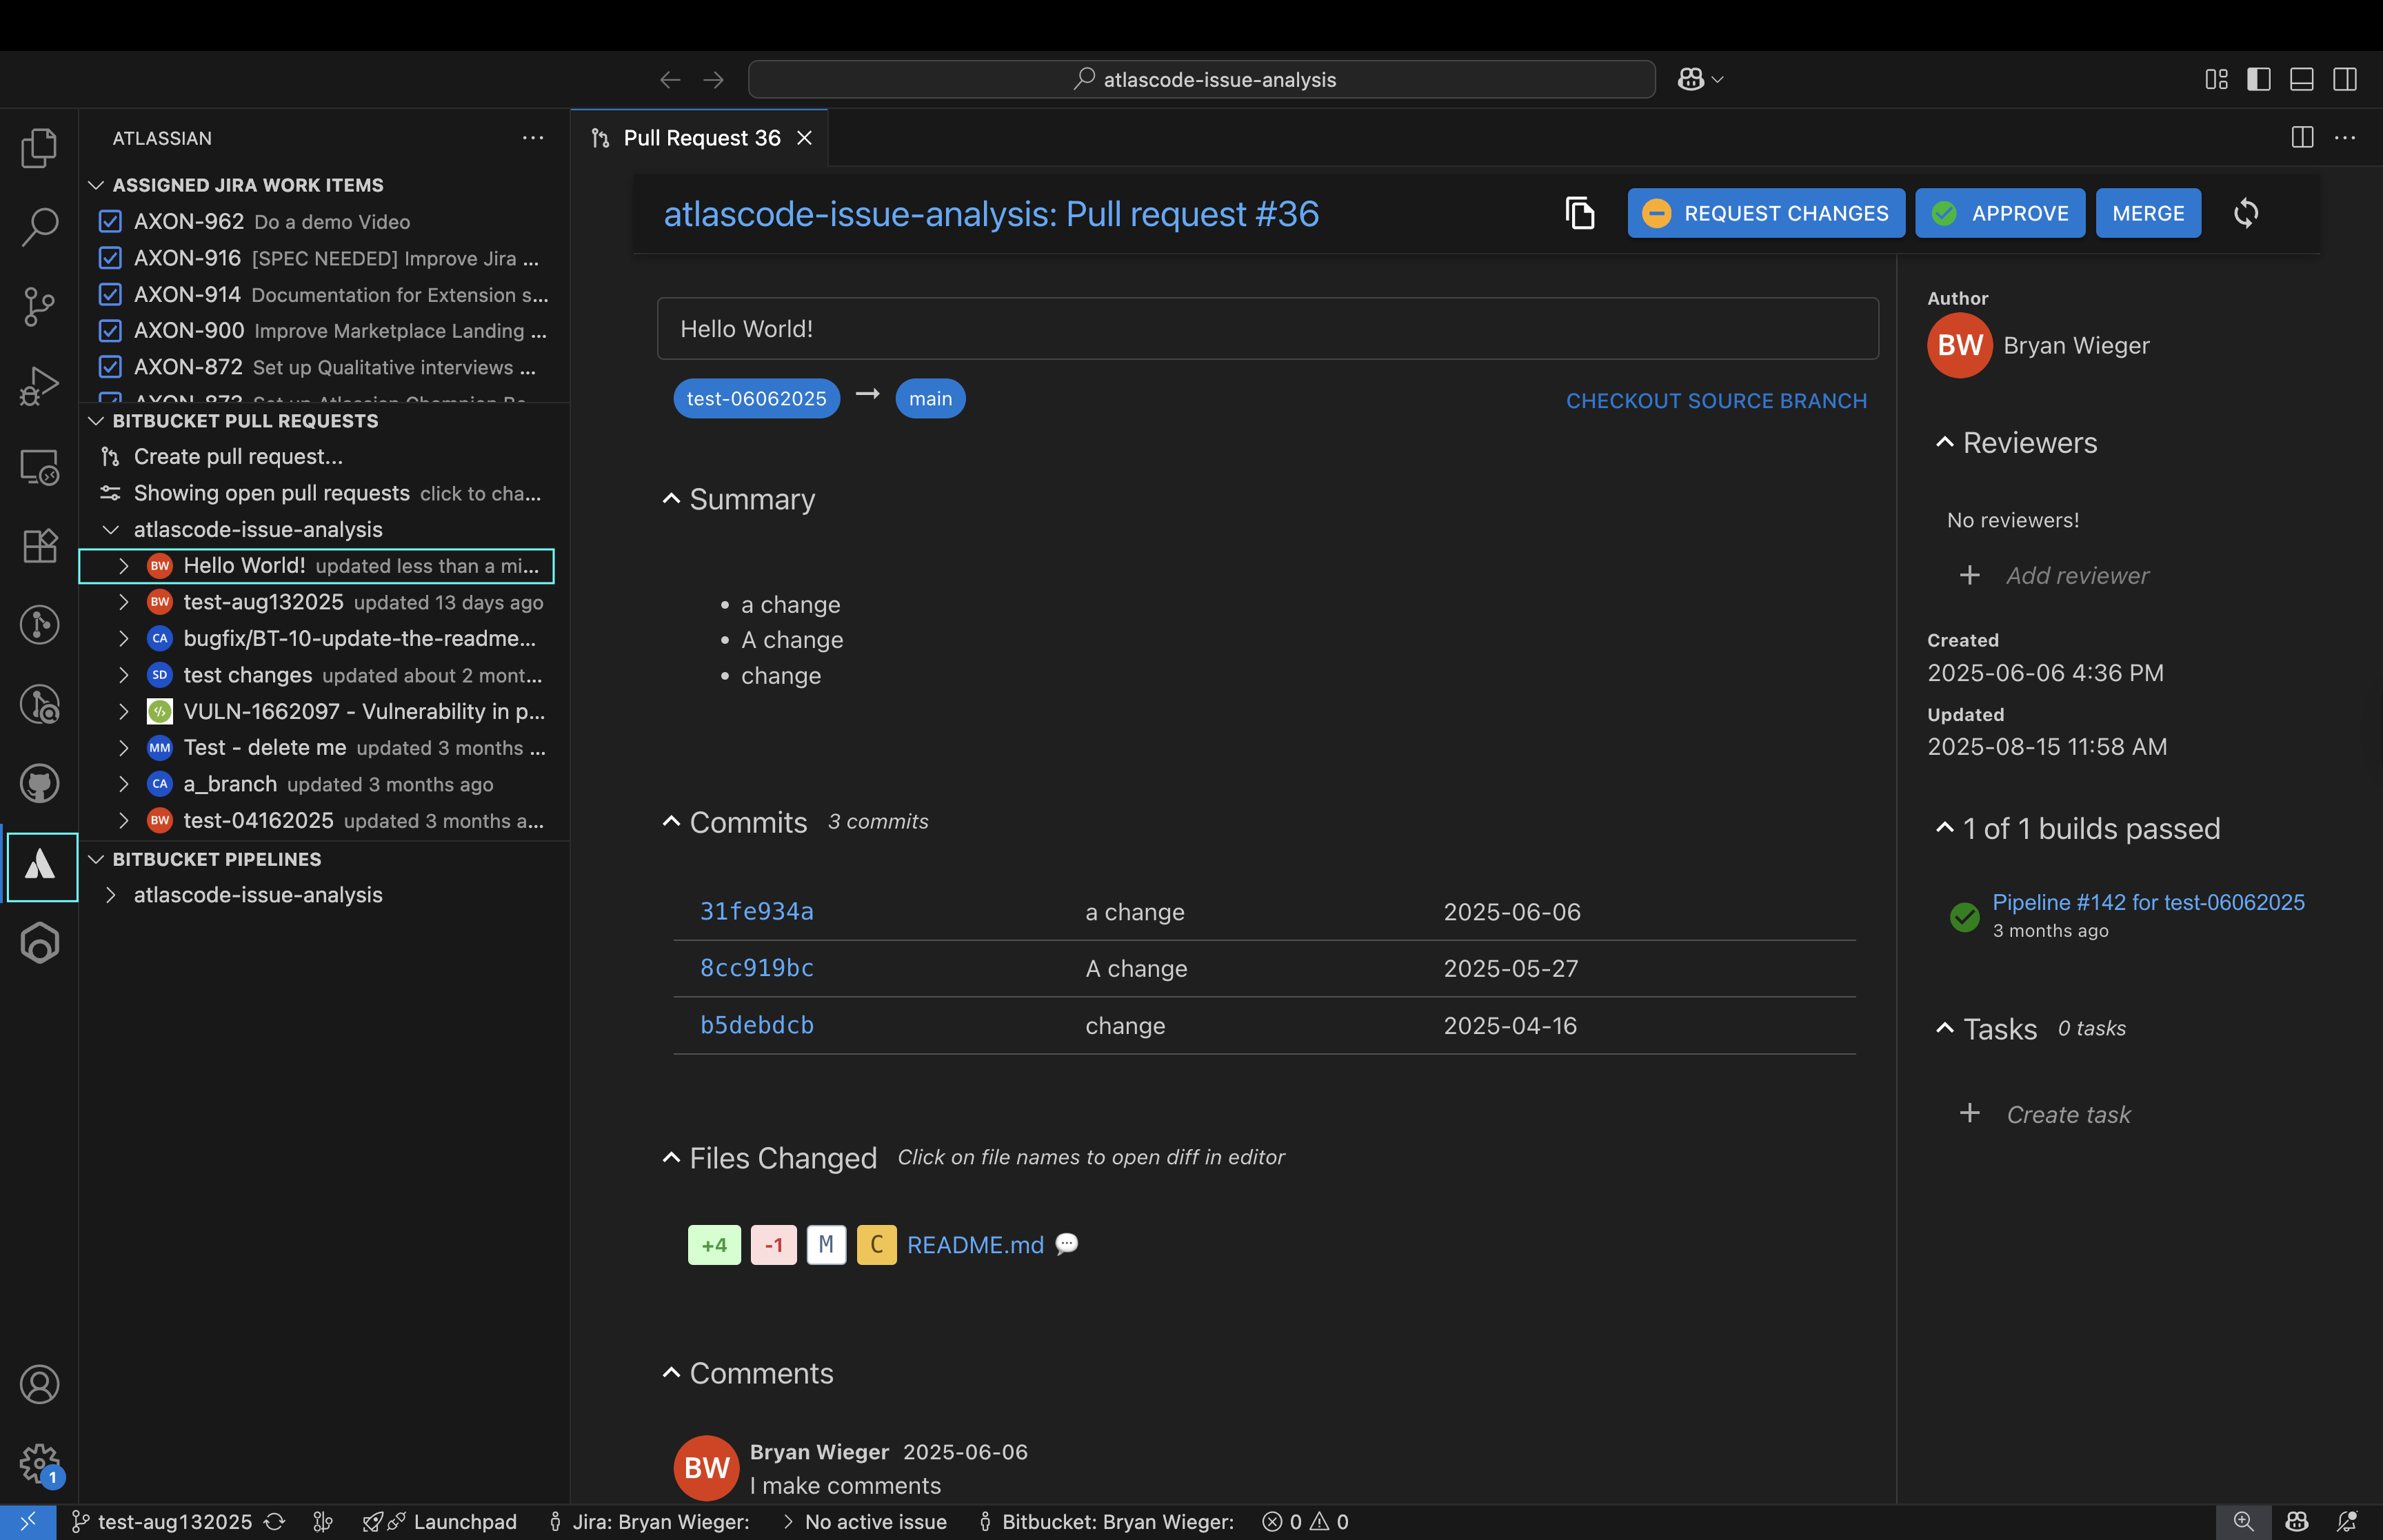 atlascode-issue-analysis
ATLASSIAN
ASSIGNED JIRA WORK ITEMS
AXON-962 Do a demo Video
AXON-916 [SPEC NEEDED] Improve Jira ...
AXON-914 Documentation for Extension s...
AXON-900 Improve Marketplace Landing ...
AXON-872 Set up Qualitative interviews ...
BITBUCKET PULL REQUESTS
Create pull request...
Showing open pull requests click to cha...
atlascode-issue-analysis
BW Hello World! updated less than a mi...
BW test-aug132025 updated 13 days ago
CA bugfix/BT-10-update-the-readme...
SD test changes updated about 2 mont...
VULN-1662097 - Vulnerability in p...
MM Test - delete me updated 3 months ...
CA a_branch updated 3 months ago
BW test-04162025 updated 3 months a...
BITBUCKET PIPELINES
atlascode-issue-analysis
1
Pull Request 36
atlascode-issue-analysis: Pull request #36
REQUEST CHANGES
APPROVE
MERGE
Hello World!
test-06062025 → main
CHECKOUT SOURCE BRANCH
Summary
• a change
• A change
• change
Commits 3 commits
31fe934a a change 2025-06-06
8cc919bc A change 2025-05-27
b5debdcb change 2025-04-16
Files Changed Click on file names to open diff in editor
+4 -1 M C README.md
Comments
BW Bryan Wieger 2025-06-06
I make comments
Author
BW Bryan Wieger
Reviewers
No reviewers!
+ Add reviewer
Created
2025-06-06 4:36 PM
Updated
2025-08-15 11:58 AM
1 of 1 builds passed
Pipeline #142 for test-06062025
3 months ago
Tasks 0 tasks
+ Create task
test-aug132025
Launchpad
Jira: Bryan Wieger:
No active issue
Bitbucket: Bryan Wieger:
0 0